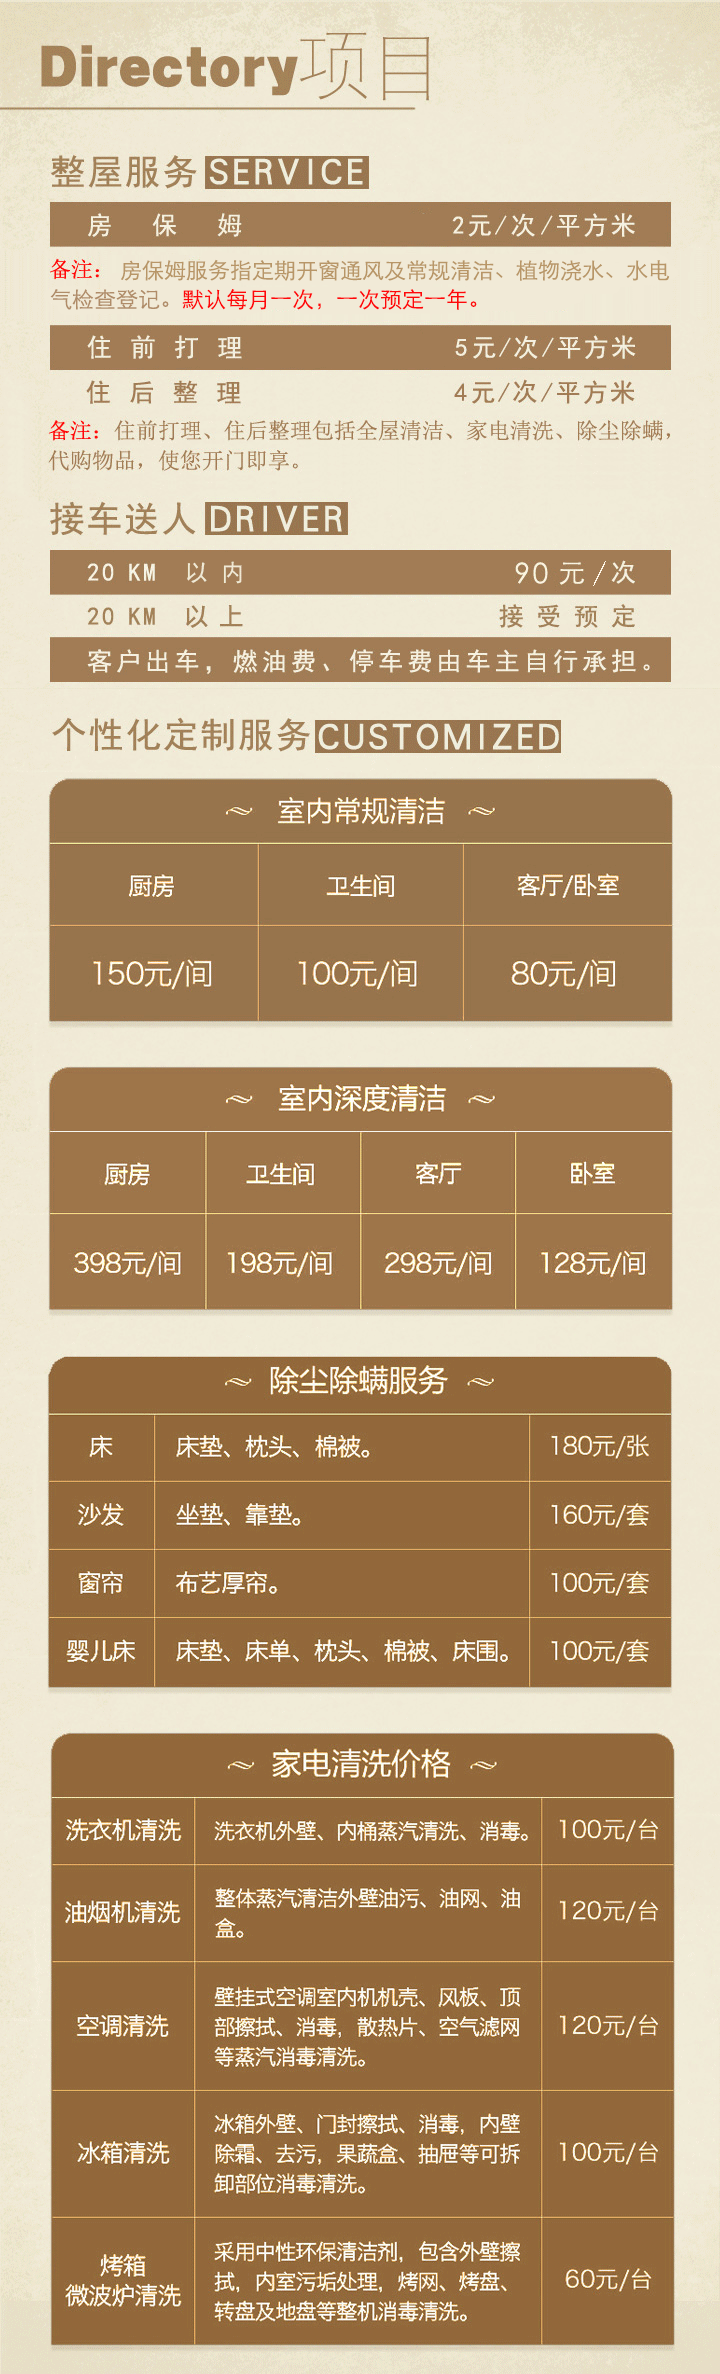 Directory项目
整屋服务 SERVICE
房保姆 2元/次/平方米
备注： 房保姆服务指定期开窗通风及常规清洁、植物浇水、水电
气检查登记。默认每月一次，一次预定一年。
住前打理 5元/次/平方米
住后整理 4元/次/平方米
备注：住前打理、住后整理包括全屋清洁、家电清洗、除尘除螨，
代购物品，使您开门即享。
接车送人 DRIVER
20 KM 以内 90元/次
20 KM 以上 接受预定
客户出车，燃油费、停车费由车主自行承担。
个性化定制服务 CUSTOMIZED
～ 室内常规清洁 ～
厨房 卫生间 客厅/卧室
150元/间 100元/间 80元/间
～ 室内深度清洁 ～
厨房 卫生间 客厅 卧室
398元/间 198元/间 298元/间 128元/间
～ 除尘除螨服务 ～
床 床垫、枕头、棉被。 180元/张
沙发 坐垫、靠垫。 160元/套
窗帘 布艺厚帘。 100元/套
婴儿床 床垫、床单、枕头、棉被、床围。 100元/套
～ 家电清洗价格 ～
洗衣机清洗 洗衣机外壁、内桶蒸汽清洗、消毒。 100元/台
油烟机清洗 整体蒸汽清洁外壁油污、油网、油
盒。 120元/台
空调清洗 壁挂式空调室内机机壳、风板、顶
部擦拭、消毒，散热片、空气滤网
等蒸汽消毒清洗。 120元/台
冰箱清洗 冰箱外壁、门封擦拭、消毒，内壁
除霜、去污，果蔬盒、抽屉等可拆
卸部位消毒清洗。 100元/台
烤箱
微波炉清洗 采用中性环保清洁剂，包含外壁擦
拭，内室污垢处理，烤网、烤盘、
转盘及地盘等整机消毒清洗。 60元/台